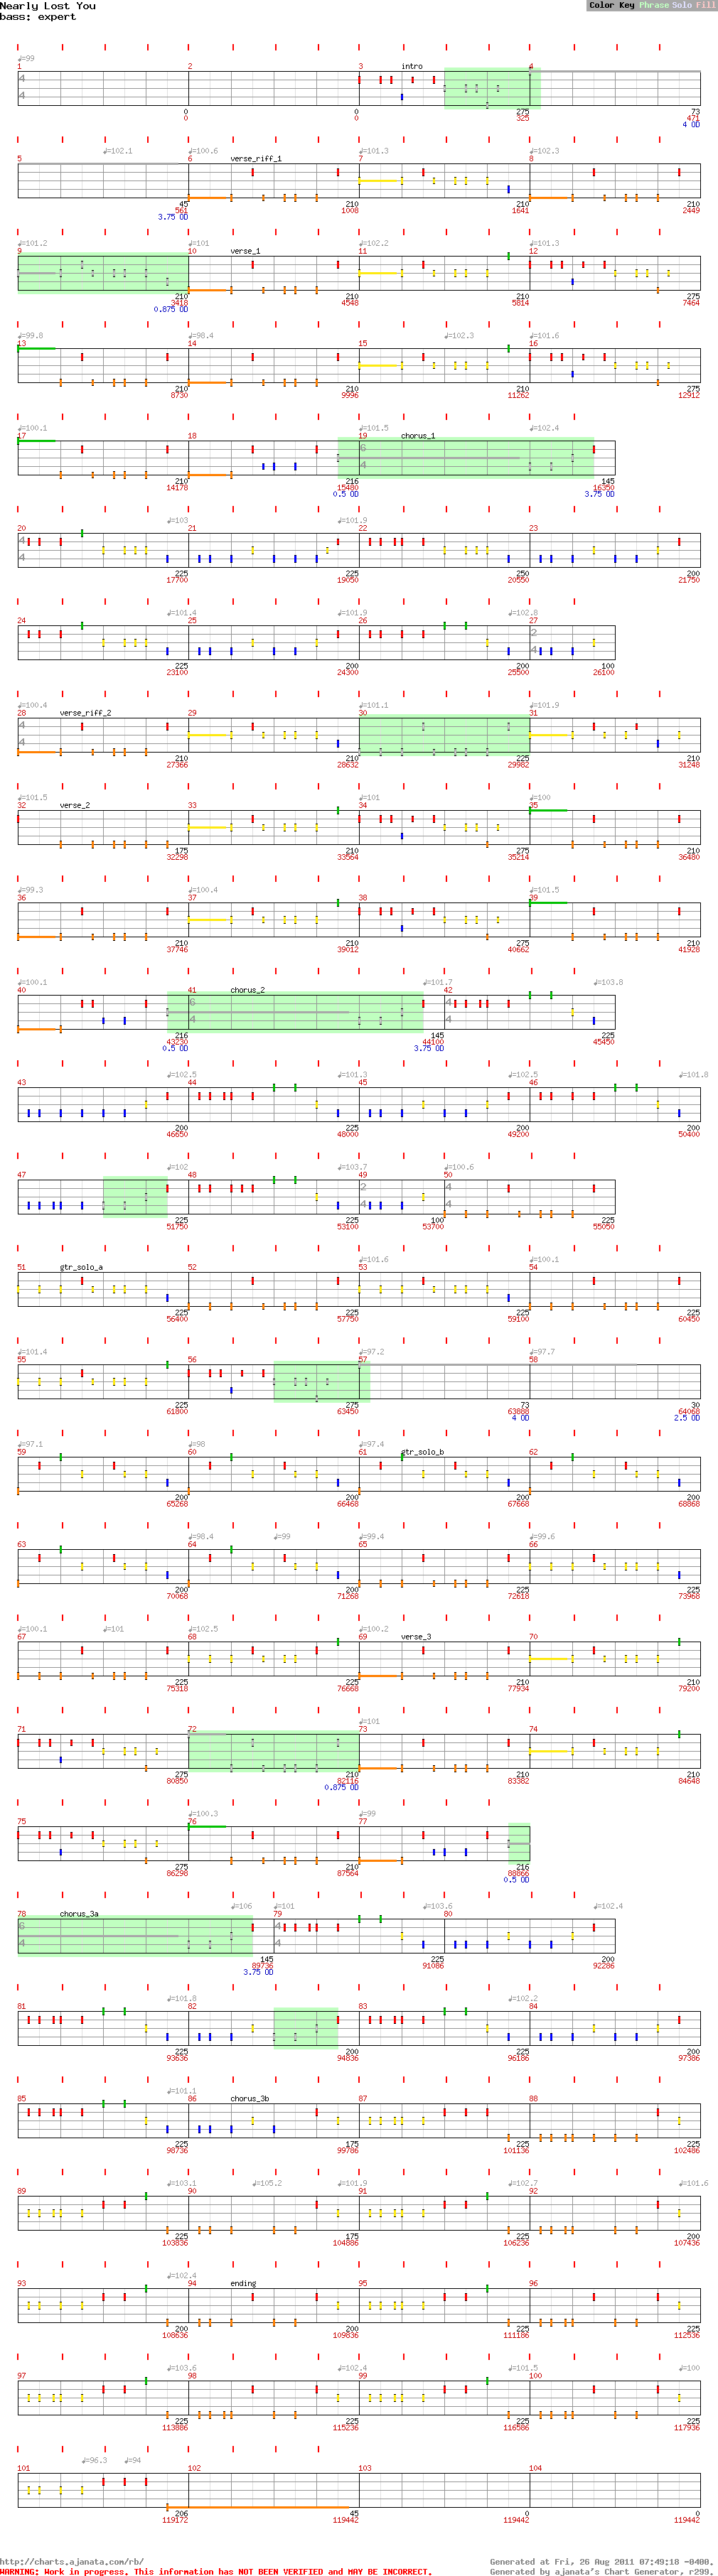 Nearly Lost You
bass: expert
Color Key Phrase Solo Fill
♩=99
1 2 3 intro 4
4
4
0 0 275 73
0 0 325 471
4 OD
♩=102.1 ♩=100.6 ♩=101.3 ♩=102.3
5 6 verse_riff_1 7 8
45 210 210 210
561 1008 1641 2449
3.75 OD
♩=101.2 ♩=101 ♩=102.2 ♩=101.3
9 10 verse_1 11 12
210 210 210 275
3418 4548 5814 7464
0.875 OD
♩=99.8 ♩=98.4 ♩=102.3 ♩=101.6
13 14 15 16
210 210 210 275
8730 9996 11262 12912
♩=100.1 ♩=101.5 ♩=102.4
17 18 19 chorus_1
6
4
210 216 145
14178 15480 16350
0.5 OD 3.75 OD
♩=103 ♩=101.9
20 21 22 23
4
4
225 225 250 200
17700 19050 20550 21750
♩=101.4 ♩=101.9 ♩=102.8
24 25 26 27
2
4
225 200 200 100
23100 24300 25500 26100
♩=100.4 ♩=101.1 ♩=101.9
28 verse_riff_2 29 30 31
4
4
210 210 225 210
27366 28632 29982 31248
♩=101.5 ♩=101 ♩=100
32 verse_2 33 34 35
175 210 275 210
32298 33564 35214 36480
♩=99.3 ♩=100.4 ♩=101.5
36 37 38 39
210 210 275 210
37746 39012 40662 41928
♩=100.1 ♩=101.7 ♩=103.8
40 41 chorus_2 42
6 4
4 4
216 145 225
43230 44100 45450
0.5 OD 3.75 OD
♩=102.5 ♩=101.3 ♩=102.5 ♩=101.8
43 44 45 46
200 225 200 200
46650 48000 49200 50400
♩=102 ♩=103.7 ♩=100.6
47 48 49 50
2 4
4 4
225 225 100 225
51750 53100 53700 55050
♩=101.6 ♩=100.1
51 gtr_solo_a 52 53 54
225 225 225 225
56400 57750 59100 60450
♩=101.4 ♩=97.2 ♩=97.7
55 56 57 58
225 275 73 30
61800 63450 63888 64068
4 OD 2.5 OD
♩=97.1 ♩=98 ♩=97.4
59 60 61 gtr_solo_b 62
200 200 200 200
65268 66468 67668 68868
♩=98.4 ♩=99 ♩=99.4 ♩=99.6
63 64 65 66
200 200 225 225
70068 71268 72618 73968
♩=100.1 ♩=101 ♩=102.5 ♩=100.2
67 68 69 verse_3 70
225 225 210 210
75318 76668 77934 79200
♩=101
71 72 73 74
275 210 210 210
80850 82116 83382 84648
0.875 OD
♩=100.3 ♩=99
75 76 77
275 210 216
86298 87564 88866
0.5 OD
♩=106 ♩=101 ♩=103.6 ♩=102.4
78 chorus_3a 79 80
6 4
4 4
145 225 200
89736 91086 92286
3.75 OD
♩=101.8 ♩=102.2
81 82 83 84
225 200 225 200
93636 94836 96186 97386
♩=101.1
85 86 chorus_3b 87 88
225 175 225 225
98736 99786 101136 102486
♩=103.1 ♩=105.2 ♩=101.9 ♩=102.7 ♩=101.6
89 90 91 92
225 175 225 200
103836 104886 106236 107436
♩=102.4
93 94 ending 95 96
200 200 225 225
108636 109836 111186 112536
♩=103.6 ♩=102.4 ♩=101.5 ♩=100
97 98 99 100
225 225 225 225
113886 115236 116586 117936
♩=96.3 ♩=94
101 102 103 104
206 45 0 0
119172 119442 119442 119442
http://charts.ajanata.com/rb/ Generated at Fri, 26 Aug 2011 07:49:18 -0400.
WARNING: Work in progress. This information has NOT BEEN VERIFIED and MAY BE INCORRECT. Generated by ajanata's Chart Generator, r299.